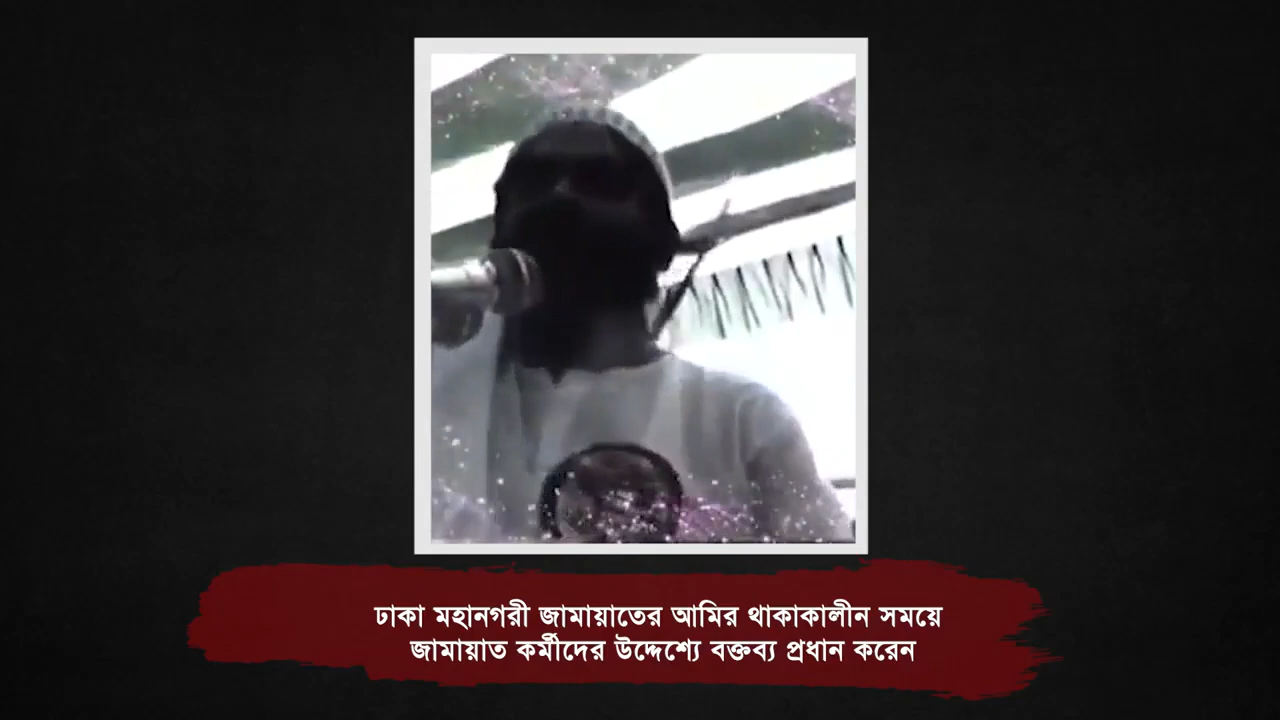 ঢাকা মহানগরী জামায়াতের আমির থাকাকালীন সময়ে
জামায়াত কর্মীদের উদ্দেশ্যে বক্তব্য প্রধান করেন